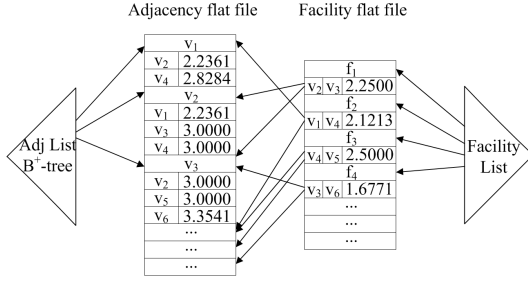 Adjacency flat file
Facility flat file
v₁
v₂ 2.2361
v₄ 2.8284
v₂
v₁ 2.2361
v₃ 3.0000
v₄ 3.0000
v₃
v₂ 3.0000
v₅ 3.0000
v₆ 3.3541
...
...
...
f₁
v₂ v₃ 2.2500
f₂
v₁ v₄ 2.1213
f₃
v₄ v₅ 2.5000
f₄
v₃ v₆ 1.6771
...
...
...
Adj List
B⁺-tree
Facility
List